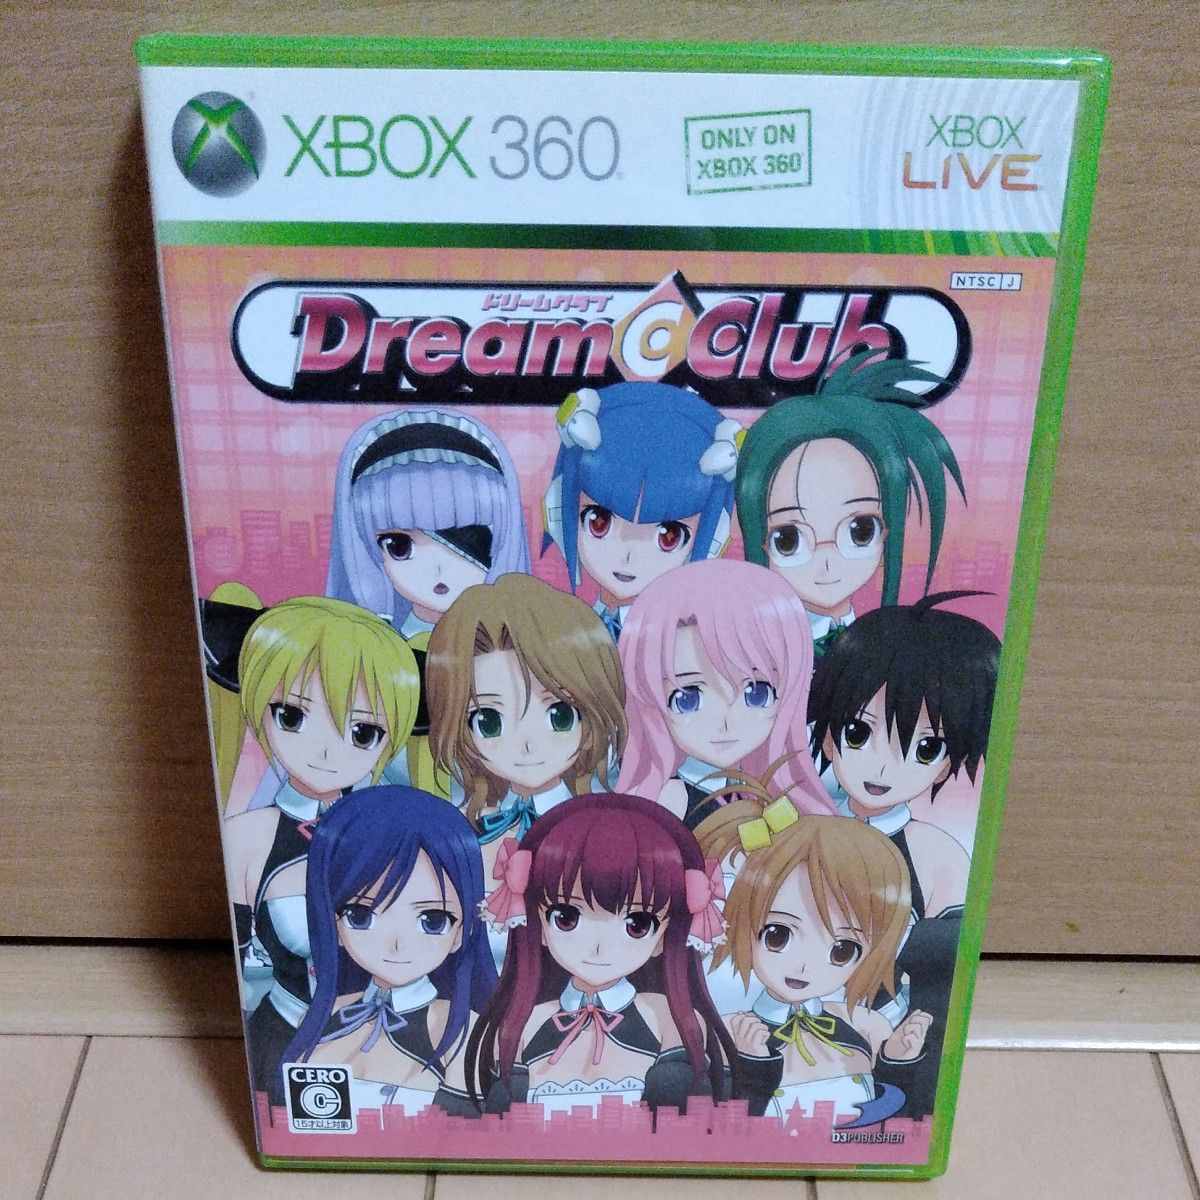 XBOX 360
ONLY ON
XBOX 360
XBOX
LIVE
NTSC J
ドリームクラブ
Dream@Club
CERO
C
15才以上対象
D3PUBLISHER